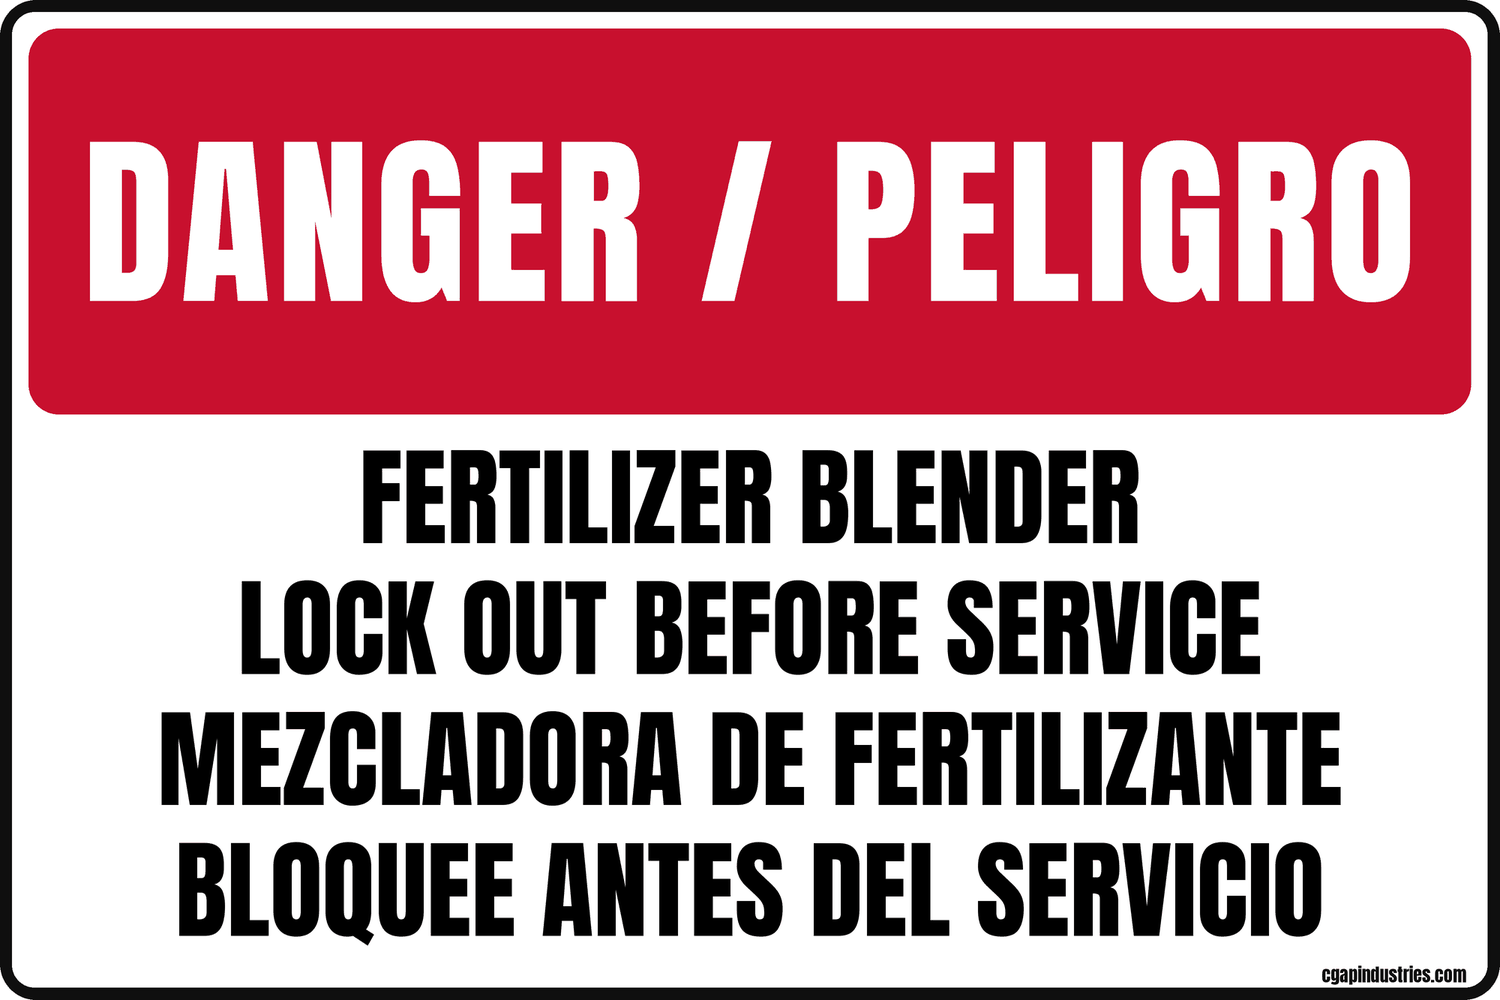 DANGER / PELIGRO
FERTILIZER BLENDER
LOCK OUT BEFORE SERVICE
MEZCLADORA DE FERTILIZANTE
BLOQUEE ANTES DEL SERVICIO
cgapindustries.com